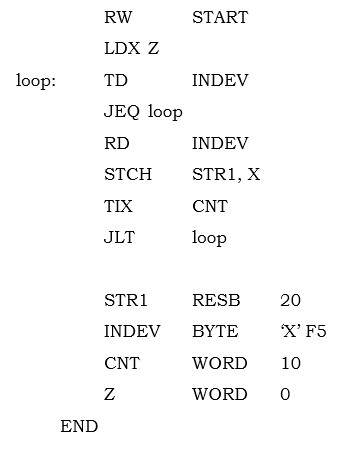 RW START
LDX Z
loop: TD INDEV
JEQ loop
RD INDEV
STCH STR1, X
TIX CNT
JLT loop
STR1 RESB 20
INDEV BYTE ‘X’ F5
CNT WORD 10
Z WORD 0
END